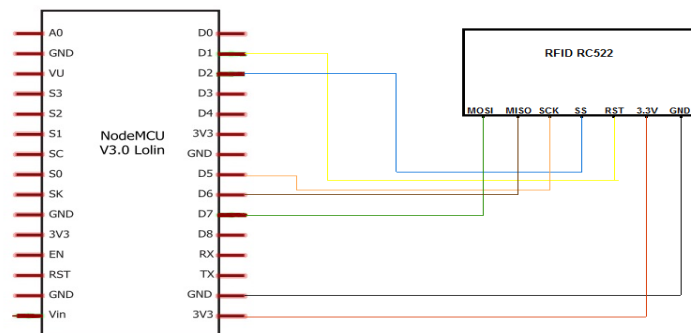 A0
GND
VU
S3
S2
S1
SC
S0
SK
GND
3V3
EN
RST
GND
Vin
NodeMCU
V3.0 Lolin
D0
D1
D2
D3
D4
3V3
GND
D5
D6
D7
D8
RX
TX
GND
3V3
RFID RC522
MOSI MISO SCK SS RST 3.3V GND